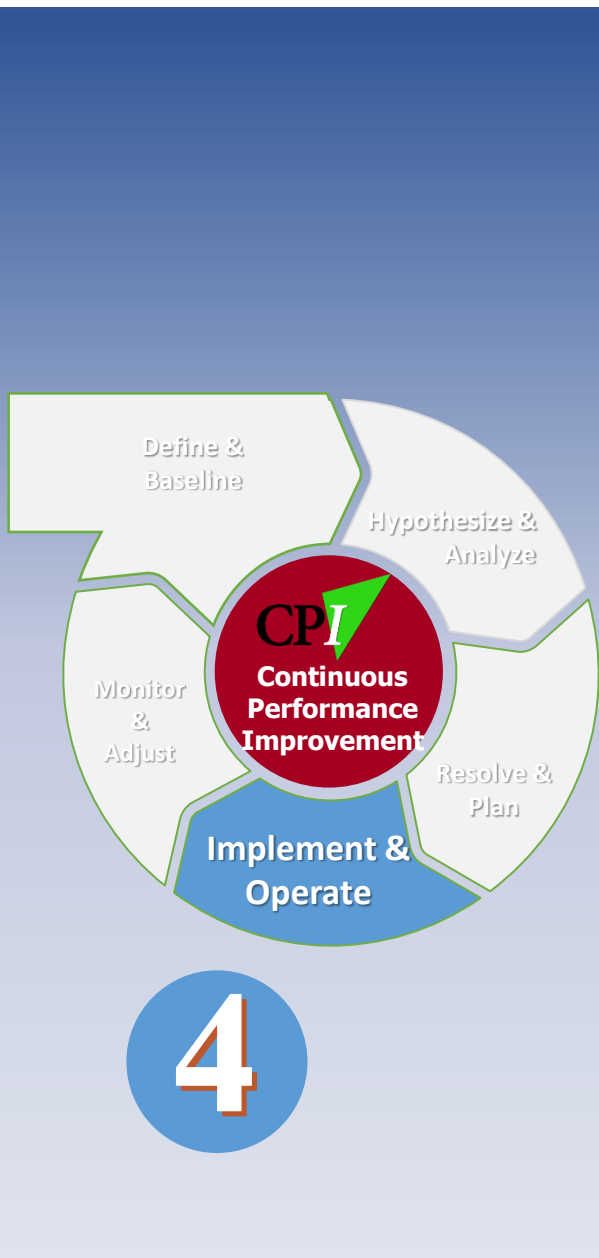 Define &
Baseline
Hypothesize &
Analyze
CPI
Continuous
Performance
Improvement
Monitor
&
Adjust
Resolve &
Plan
Implement &
Operate
4